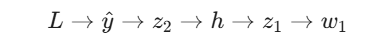 L → ŷ → z₂ → h → z₁ → w₁